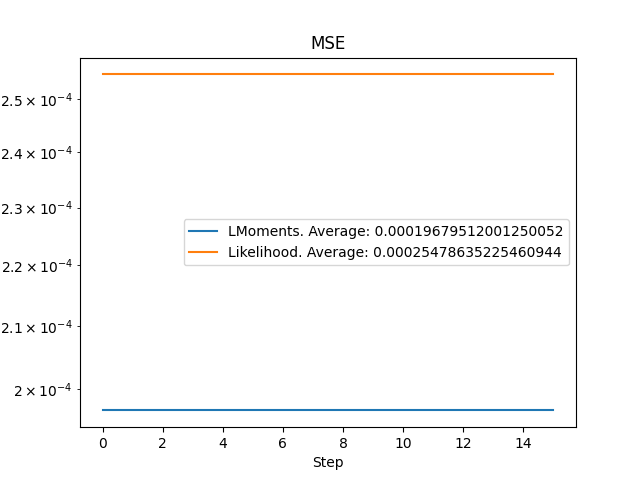 MSE
2.5 × 10⁻⁴
2.4 × 10⁻⁴
2.3 × 10⁻⁴
2.2 × 10⁻⁴
2.1 × 10⁻⁴
2 × 10⁻⁴
LMoments. Average: 0.00019679512001250052
Likelihood. Average: 0.00025478635225460944
0 2 4 6 8 10 12 14
Step